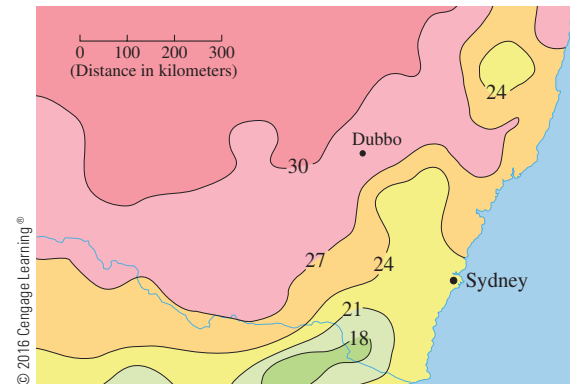 0 100 200 300
(Distance in kilometers)
24
Dubbo
30
27
24
Sydney
21
18
© 2016 Cengage Learning ®